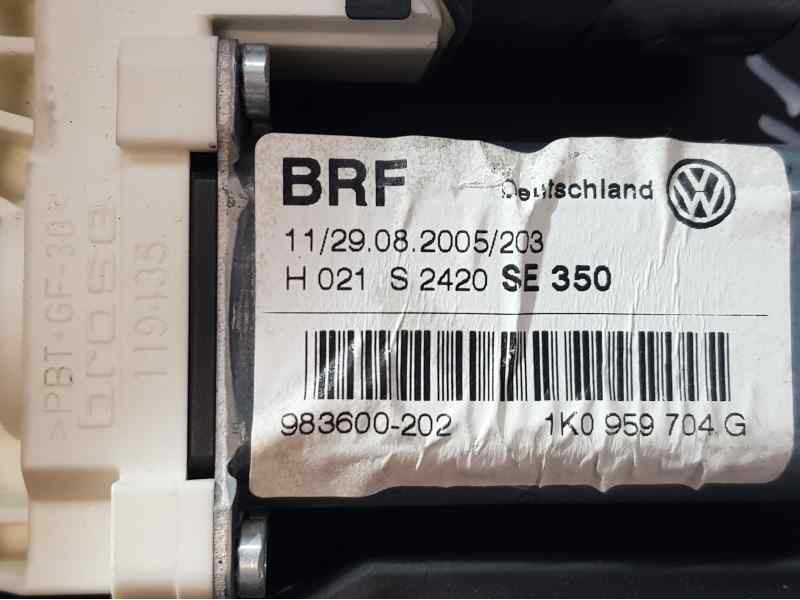 BRF Deutschland VW
11/29.08.2005/203
H 021 S 2420 SE 350
983600-202 1K0 959 704 G
>PBT-GF-30
brose
119435.